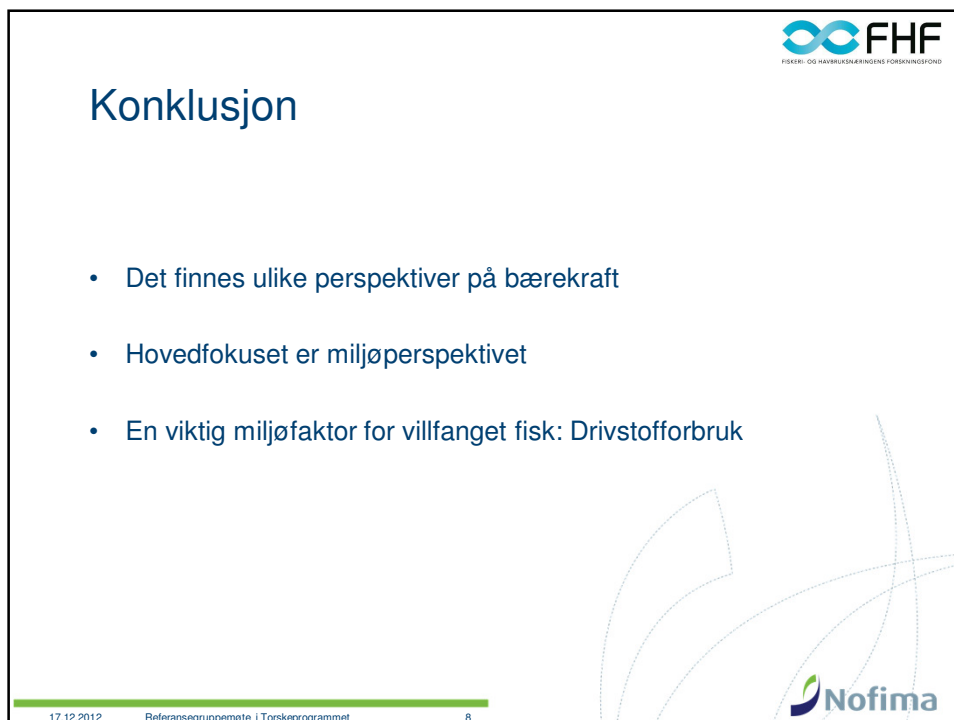 FHF
FISKERI- OG HAVBRUKSNÆRINGENS FORSKNINGSFOND
Konklusjon
• Det finnes ulike perspektiver på bærekraft
• Hovedfokuset er miljøperspektivet
• En viktig miljøfaktor for villfanget fisk: Drivstofforbruk
17.12.2012 Referansegruppemøte i Torskeprogrammet 8
Nofima